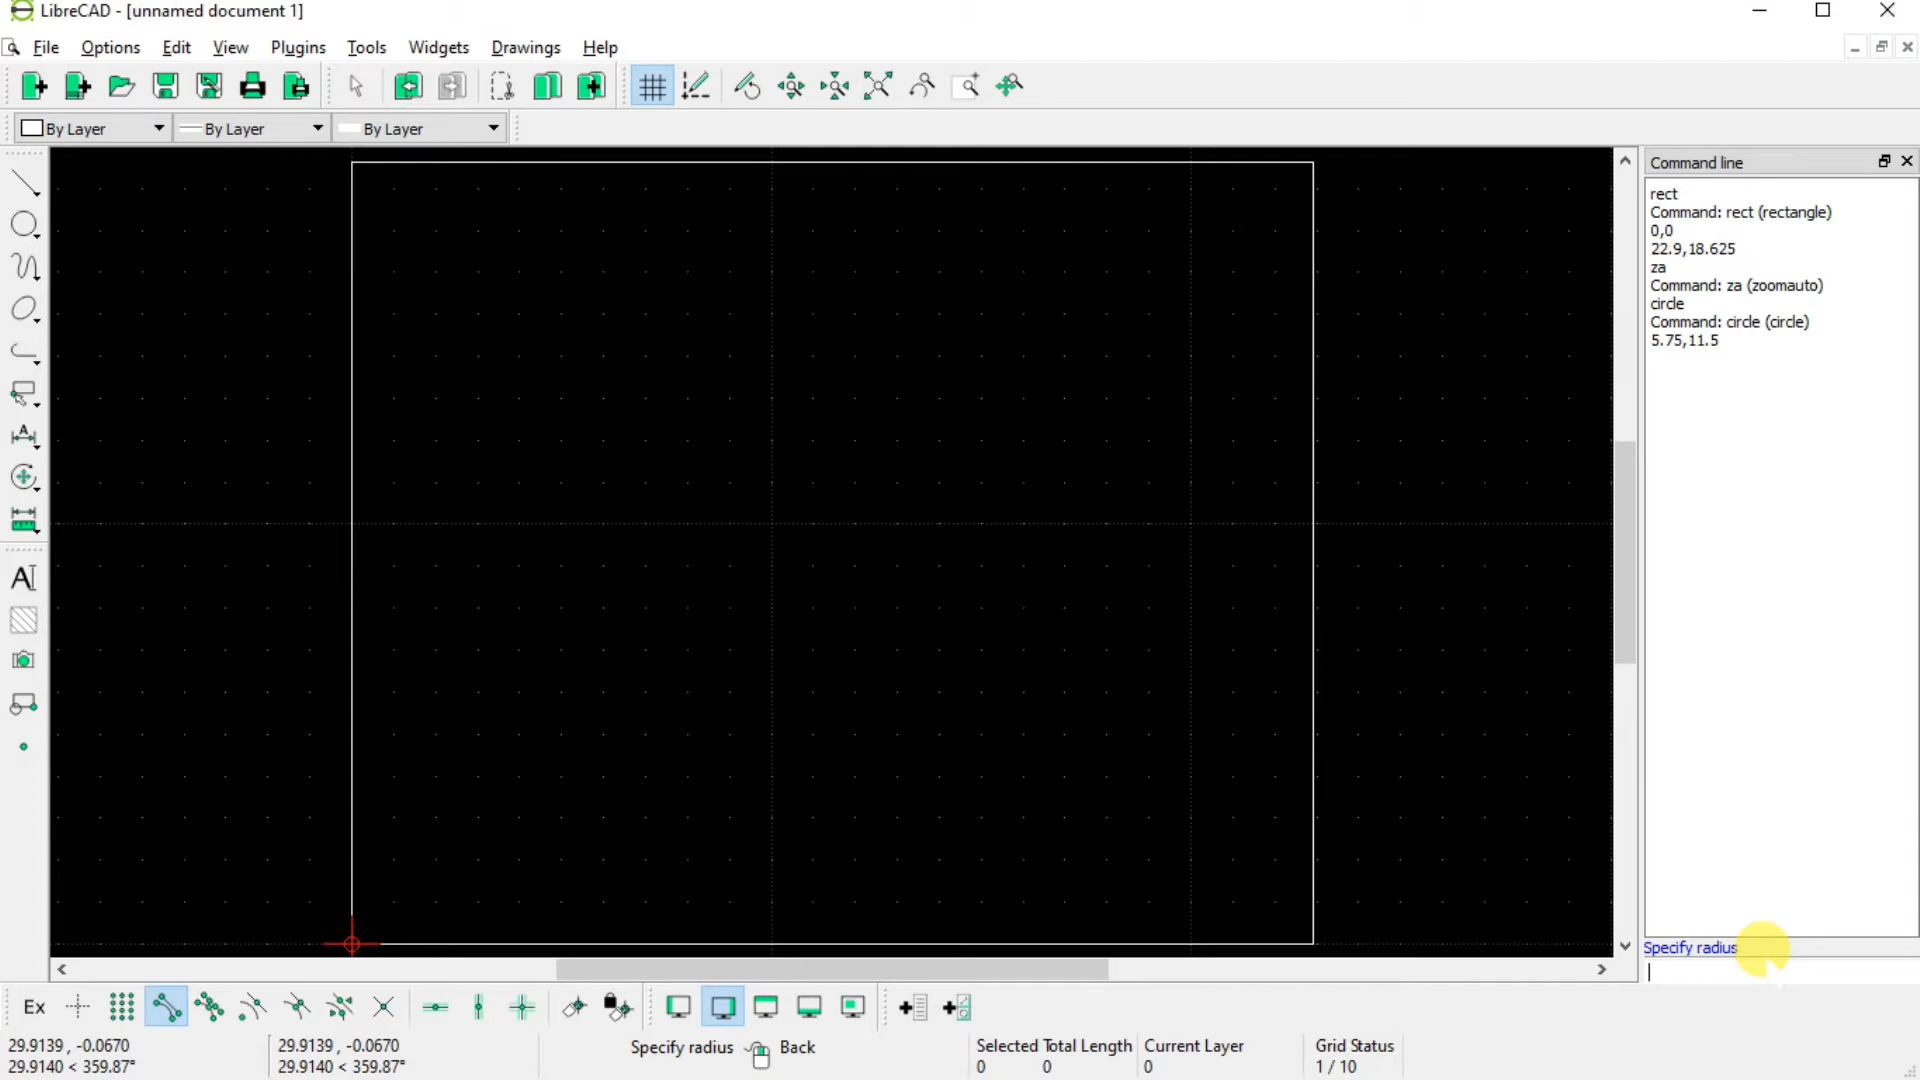 LibreCAD - [unnamed document 1]
File Options Edit View Plugins Tools Widgets Drawings Help
By Layer By Layer By Layer
Command line
rect
Command: rect (rectangle)
0,0
22.9,18.625
za
Command: za (zoomauto)
circle
Command: circle (circle)
5.75,11.5
Specify radius
Ex
29.9139 , -0.0670
29.9140 < 359.87°
29.9139 , -0.0670
29.9140 < 359.87°
Specify radius Back
Selected Total Length
0 0
Current Layer
0
Grid Status
1 / 10